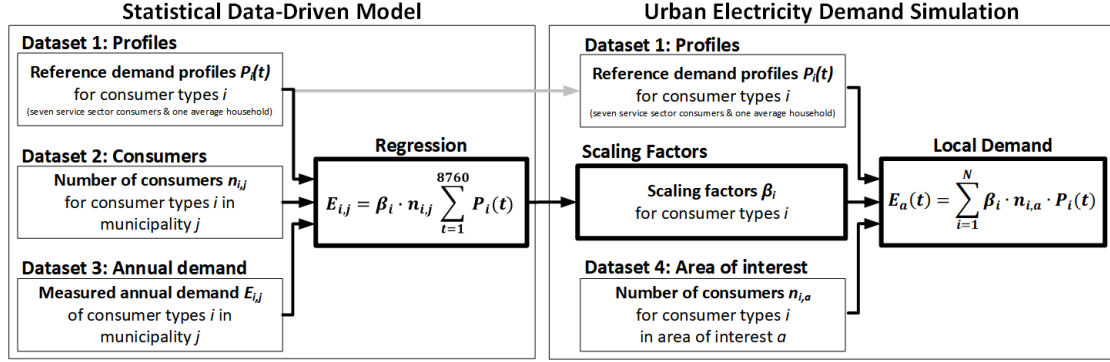 Statistical Data-Driven Model
Dataset 1: Profiles
Reference demand profiles Pᵢ(t)
for consumer types i
(seven service sector consumers & one average household)
Dataset 2: Consumers
Number of consumers nᵢ,ⱼ
for consumer types i in
municipality j
Dataset 3: Annual demand
Measured annual demand Eᵢ,ⱼ
of consumer types i in
municipality j
Regression
Eᵢ,ⱼ = βᵢ · nᵢ,ⱼ ∑_{t=1}^{8760} Pᵢ(t)
Urban Electricity Demand Simulation
Dataset 1: Profiles
Reference demand profiles Pᵢ(t)
for consumer types i
(seven service sector consumers & one average household)
Scaling Factors
Scaling factors βᵢ
for consumer types i
Dataset 4: Area of interest
Number of consumers nᵢ,ₐ
for consumer types i
in area of interest a
Local Demand
Eₐ(t) = ∑_{i=1}^{N} βᵢ · nᵢ,ₐ · Pᵢ(t)